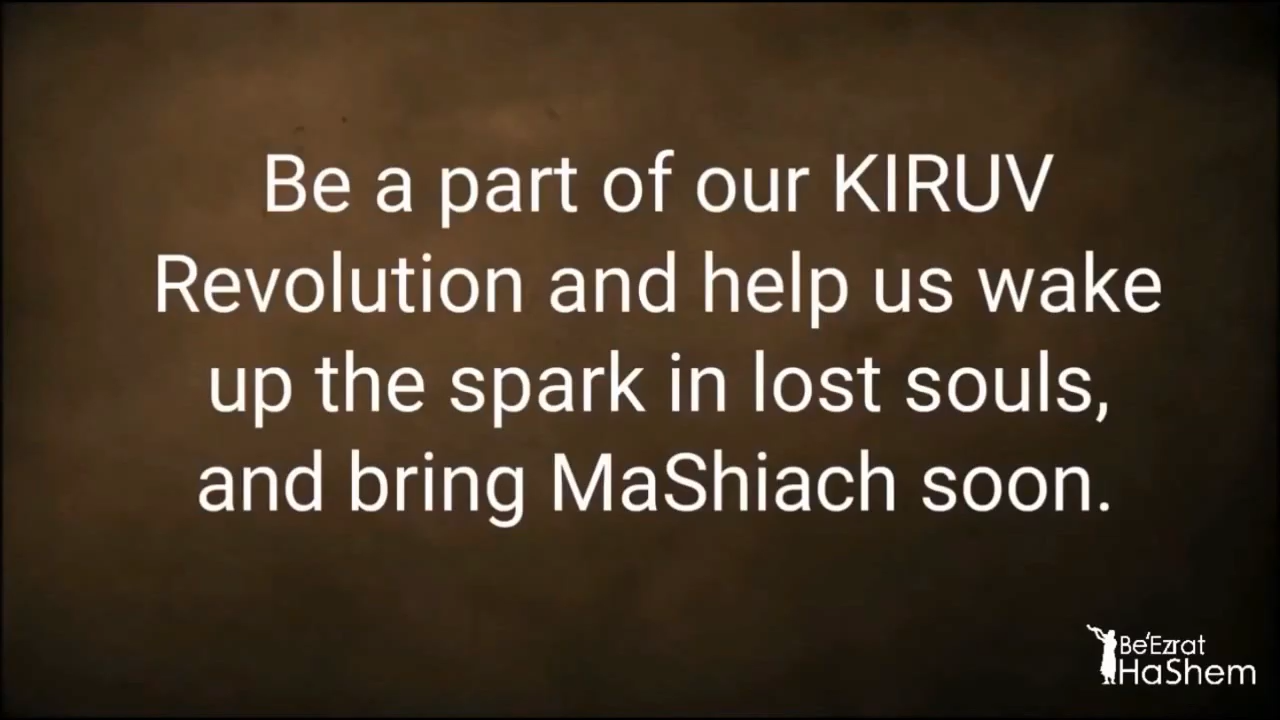 Be a part of our KIRUV
Revolution and help us wake
up the spark in lost souls,
and bring MaShiach soon.
Be'Ezrat
HaShem